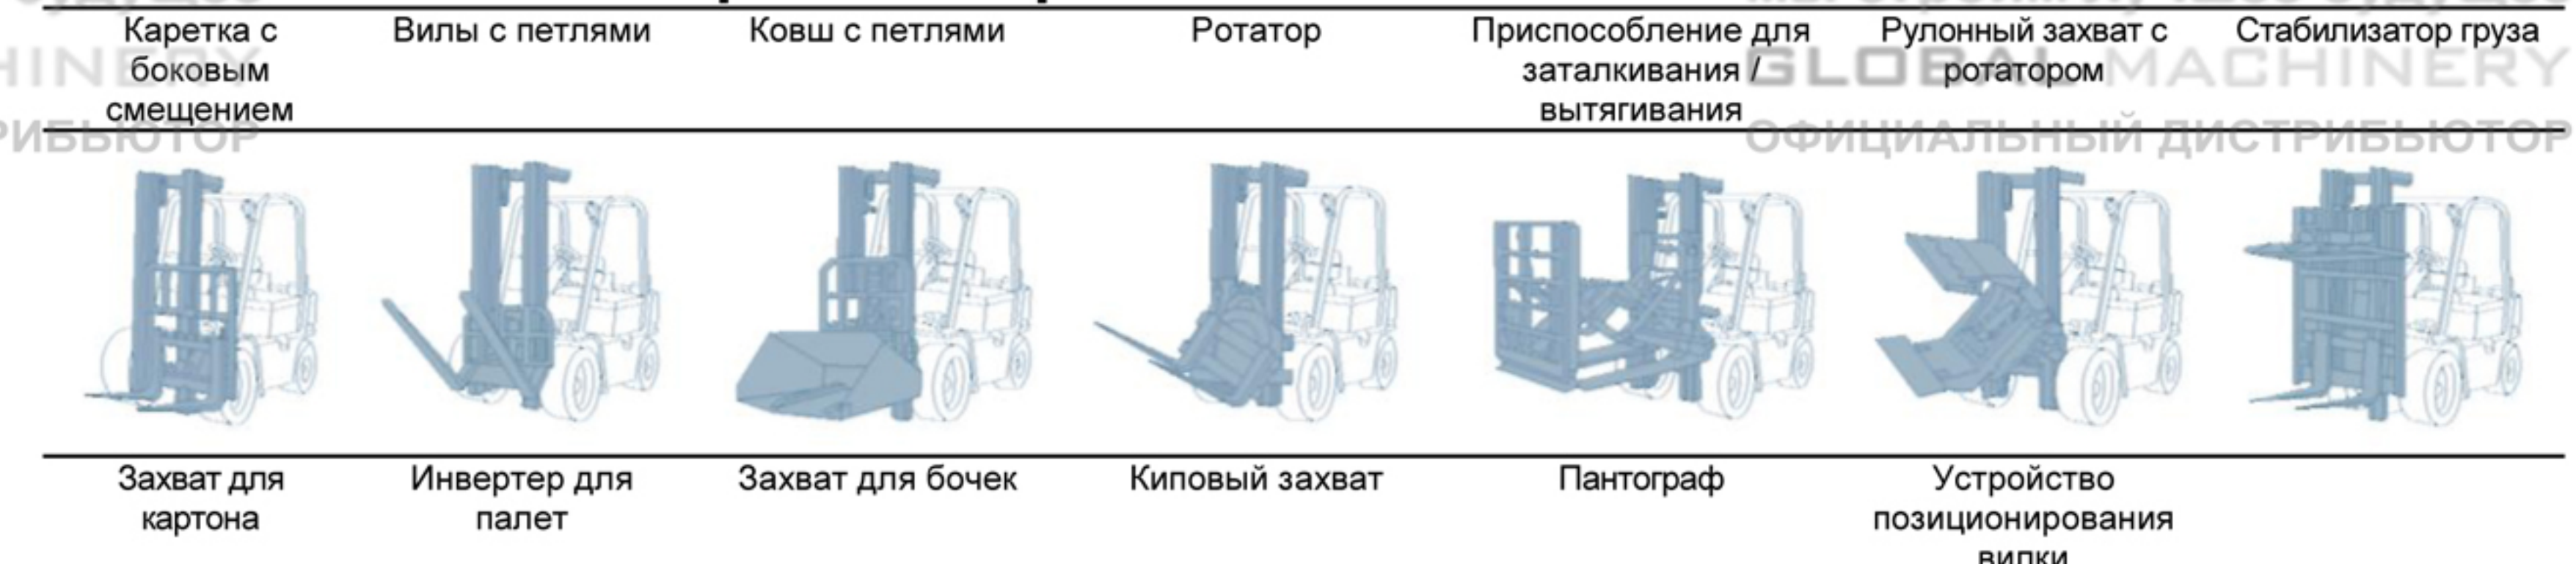 Каретка с
боковым
смещением
Вилы с петлями
Ковш с петлями
Ротатор
Приспособление для
заталкивания /
вытягивания
Рулонный захват с
ротатором
Стабилизатор груза
GLOBAL MACHINERY
ОФИЦИАЛЬНЫЙ ДИСТРИБЬЮТОР
Захват для
картона
Инвертер для
палет
Захват для бочек
Киповый захват
Пантограф
Устройство
позиционирования
вилки